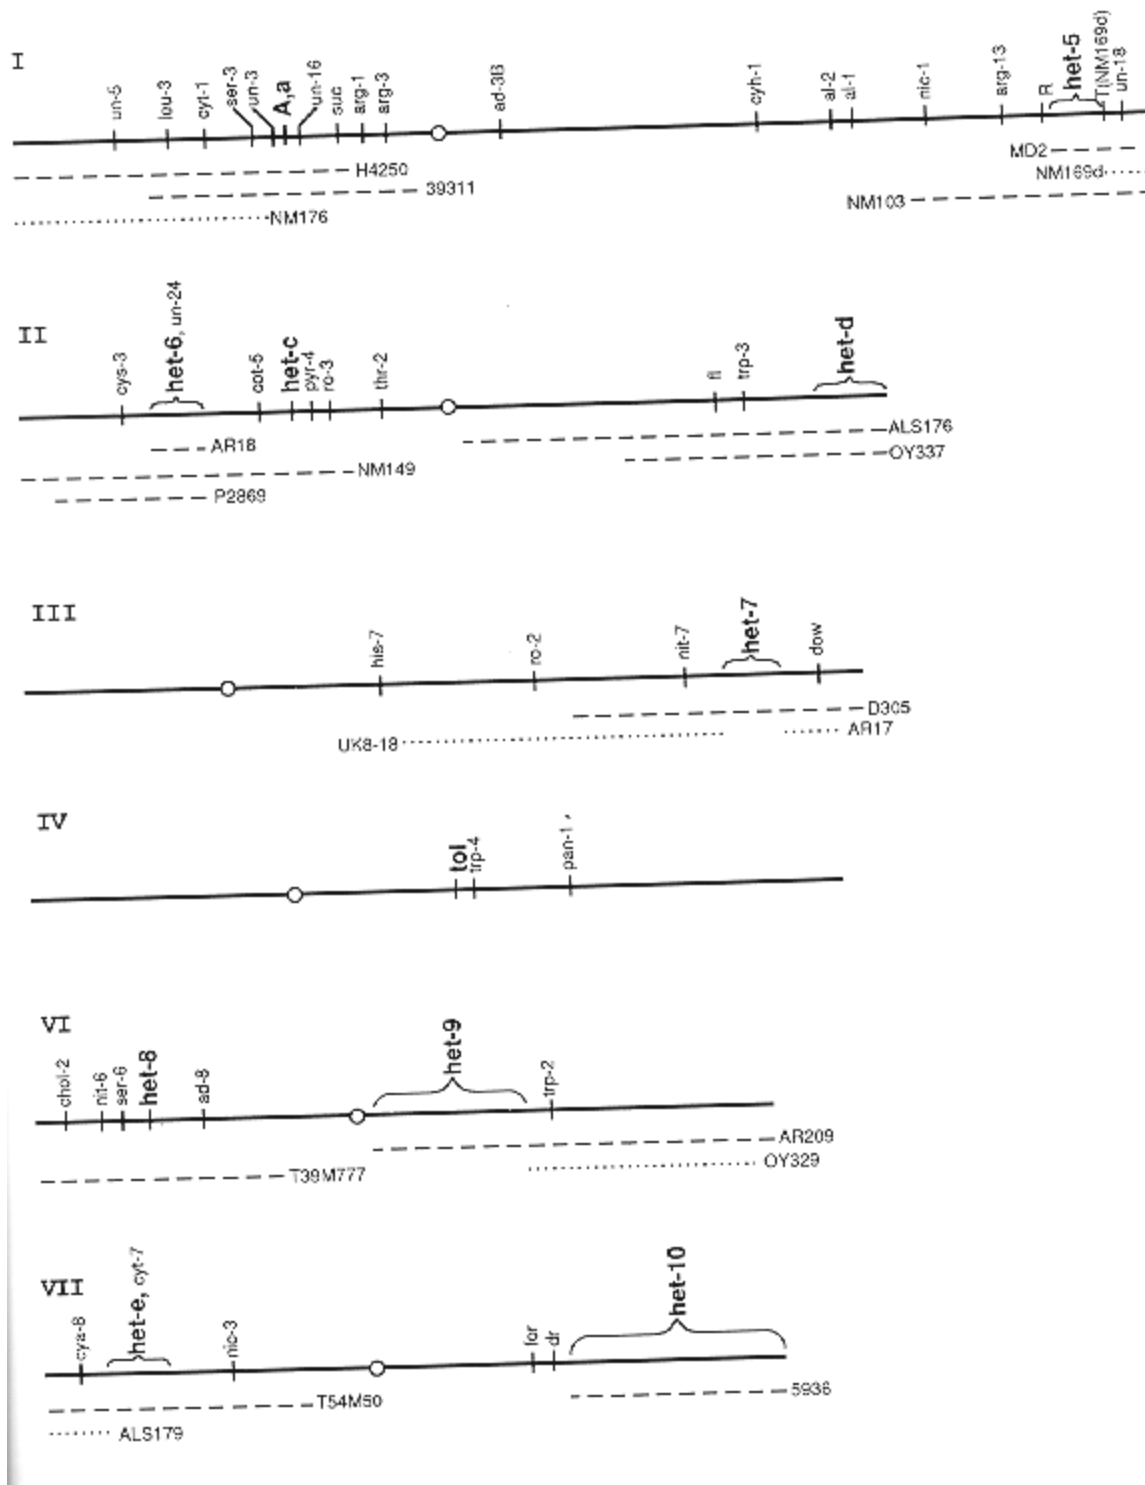 I
un-5 leu-3 cyt-1 ser-3 un-3 A,a un-16 suc arg-1 arg-3 ad-3B cyh-1 al-2 al-1 nic-1 arg-13 R het-5 T(NM169d) un-18
H4250 MD2
39311 NM169d
NM176 NM103
II
cys-3 het-6, un-24 cot-5 het-c pyr-4 ro-3 thr-2 fl trp-3 het-d
AR18 ALS176
NM149 OY337
P2869
III
his-7 ro-2 nit-7 het-7 dow
D305
UK8-18 AR17
IV
tol trp-4 pan-1
VI
chol-2 nit-6 ser-6 het-8 ad-8 het-9 trp-2
AR209
T39M777 OY329
VII
cya-8 het-e, cyt-7 nic-3 for dr het-10
T54M50 5936
ALS179